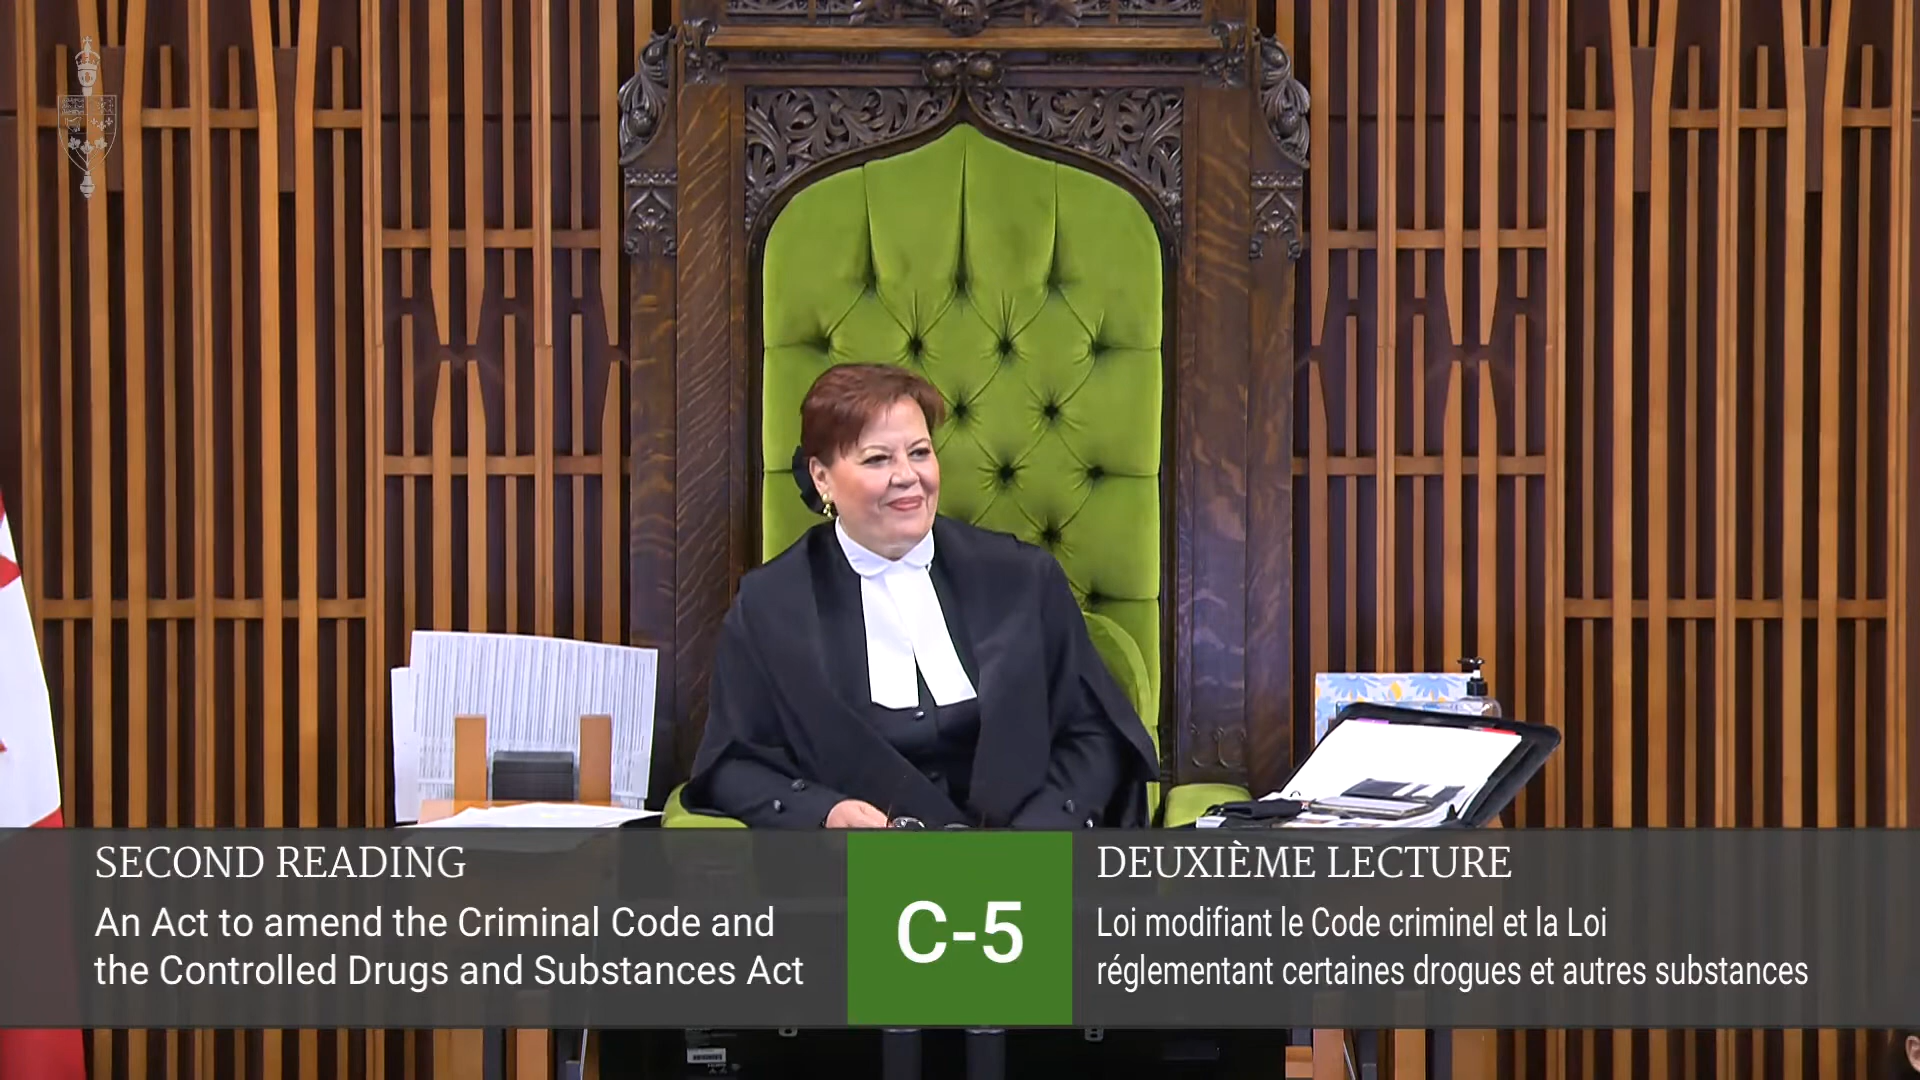 SECOND READING
An Act to amend the Criminal Code and
the Controlled Drugs and Substances Act
C-5
DEUXIÈME LECTURE
Loi modifiant le Code criminel et la Loi
réglementant certaines drogues et autres substances